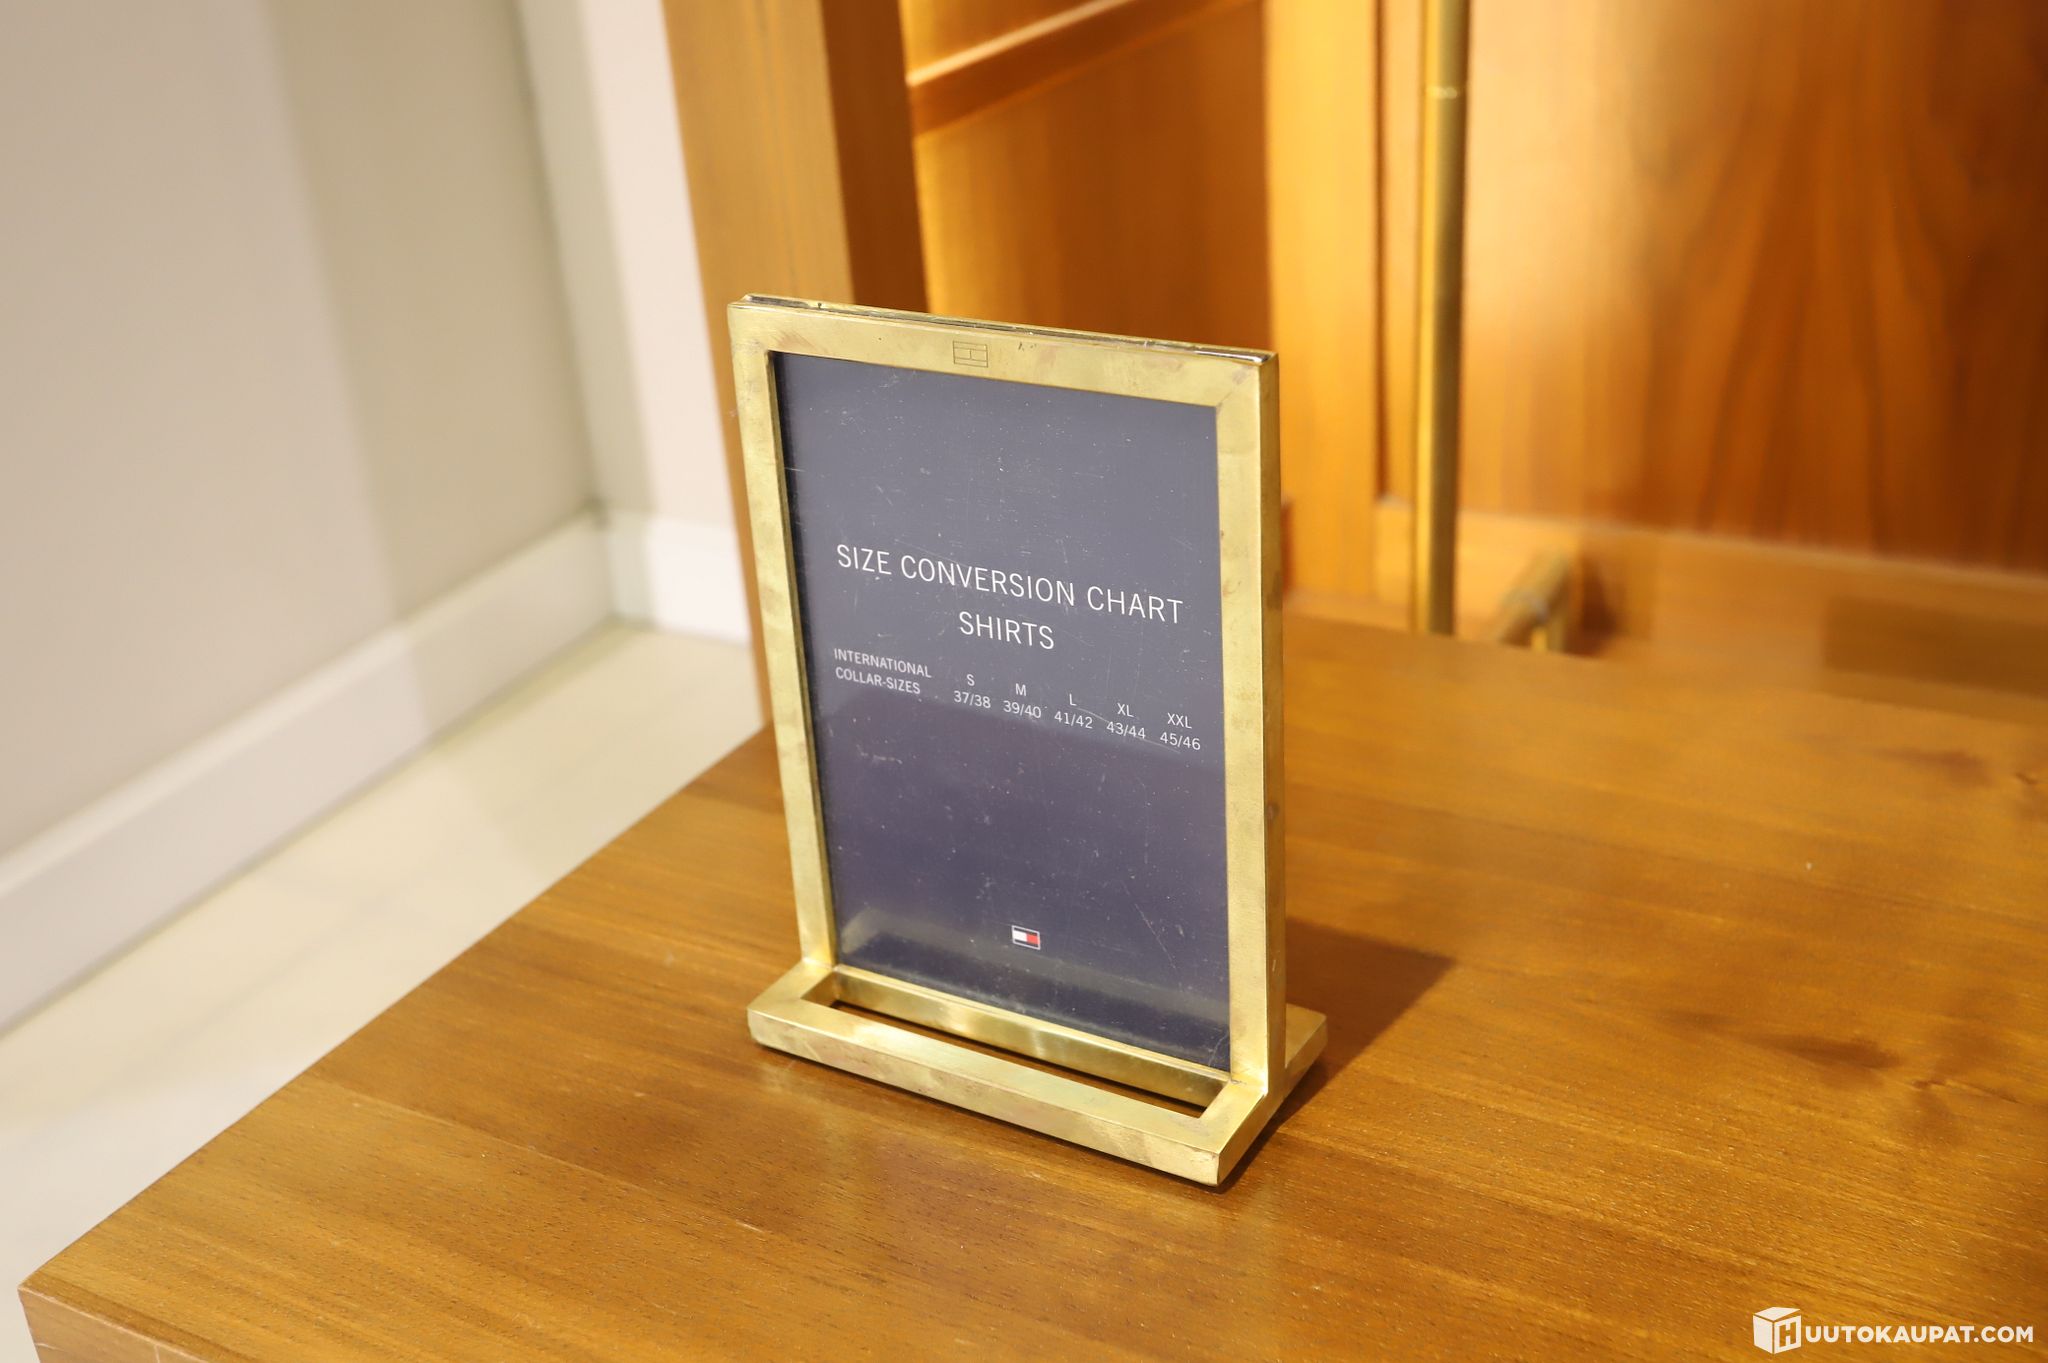 SIZE CONVERSION CHART
SHIRTS
INTERNATIONAL S M L XL XXL
COLLAR-SIZES 37/38 39/40 41/42 43/44 45/46
HUUTOKAUPAT.COM